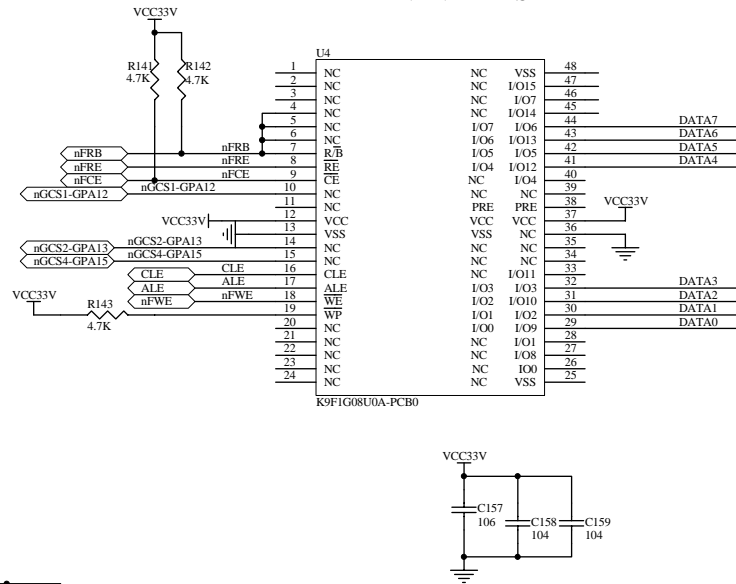 VCC33V
R141
4.7K
R142
4.7K
U4
1 NC NC VSS 48
2 NC NC I/O15 47
3 NC NC I/O7 46
4 NC NC I/O14 45
5 NC I/O7 I/O6 44 DATA7
6 NC I/O6 I/O13 43 DATA6
nFRB nFRB 7 R/B I/O5 I/O5 42 DATA5
nFRE nFRE 8 RE I/O4 I/O12 41 DATA4
nFCE nFCE 9 CE NC I/O4 40
nGCS1-GPA12 nGCS1-GPA12 10 NC NC NC 39
11 NC PRE PRE 38
VCC33V
VCC33V 12 VCC VCC VCC 37
13 VSS VSS NC 36
nGCS2-GPA13 nGCS2-GPA13 14 NC NC NC 35
nGCS4-GPA15 nGCS4-GPA15 15 NC NC NC 34
CLE CLE 16 CLE NC I/O11 33
ALE ALE 17 ALE I/O3 I/O3 32 DATA3
nFWE nFWE 18 WE I/O2 I/O10 31 DATA2
VCC33V
R143
4.7K
19 WP I/O1 I/O2 30 DATA1
20 NC I/O0 I/O9 29 DATA0
21 NC NC I/O1 28
22 NC NC I/O8 27
23 NC NC IO0 26
24 NC NC VSS 25
K9F1G08U0A-PCB0
VCC33V
C157
106
C158
104
C159
104